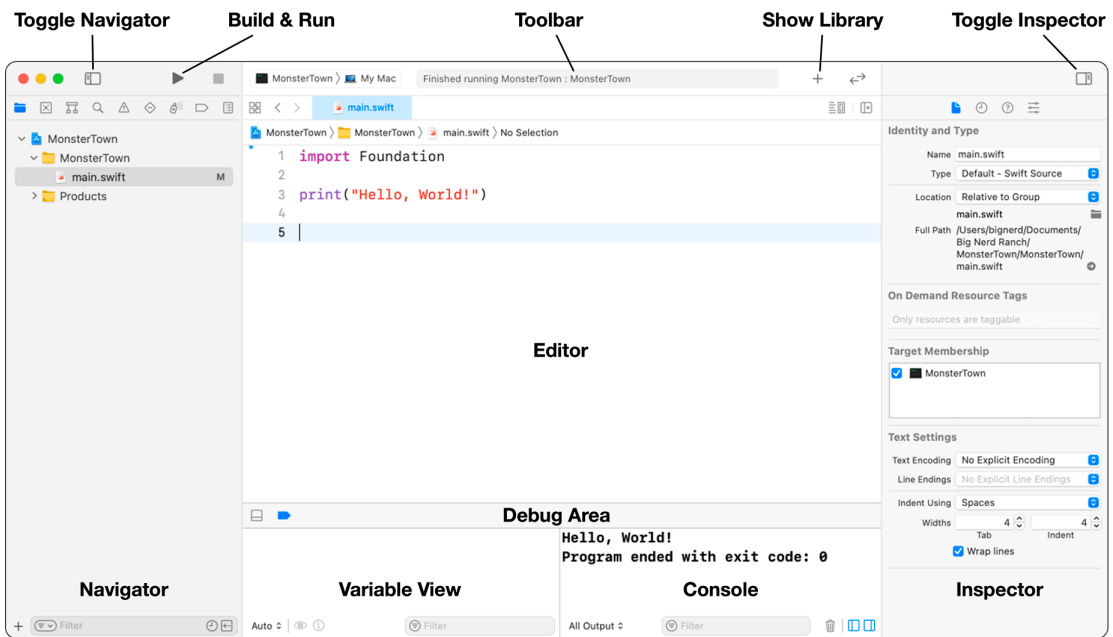 Toggle Navigator
Build & Run
Toolbar
Show Library
Toggle Inspector
MonsterTown
My Mac
Finished running MonsterTown : MonsterTown
main.swift
MonsterTown
MonsterTown
main.swift
M
Products
MonsterTown
MonsterTown
main.swift
No Selection
1 import Foundation
2
3 print("Hello, World!")
4
5
Editor
Identity and Type
Name main.swift
Type Default - Swift Source
Location Relative to Group
main.swift
Full Path /Users/bignerd/Documents/
Big Nerd Ranch/
MonsterTown/MonsterTown/
main.swift
On Demand Resource Tags
Only resources are taggable
Target Membership
MonsterTown
Text Settings
Text Encoding No Explicit Encoding
Line Endings No Explicit Line Endings
Indent Using Spaces
Widths 4 4
Tab Indent
Wrap lines
Debug Area
Hello, World!
Program ended with exit code: 0
Navigator
Variable View
Console
Inspector
Filter
Auto
Filter
All Output
Filter